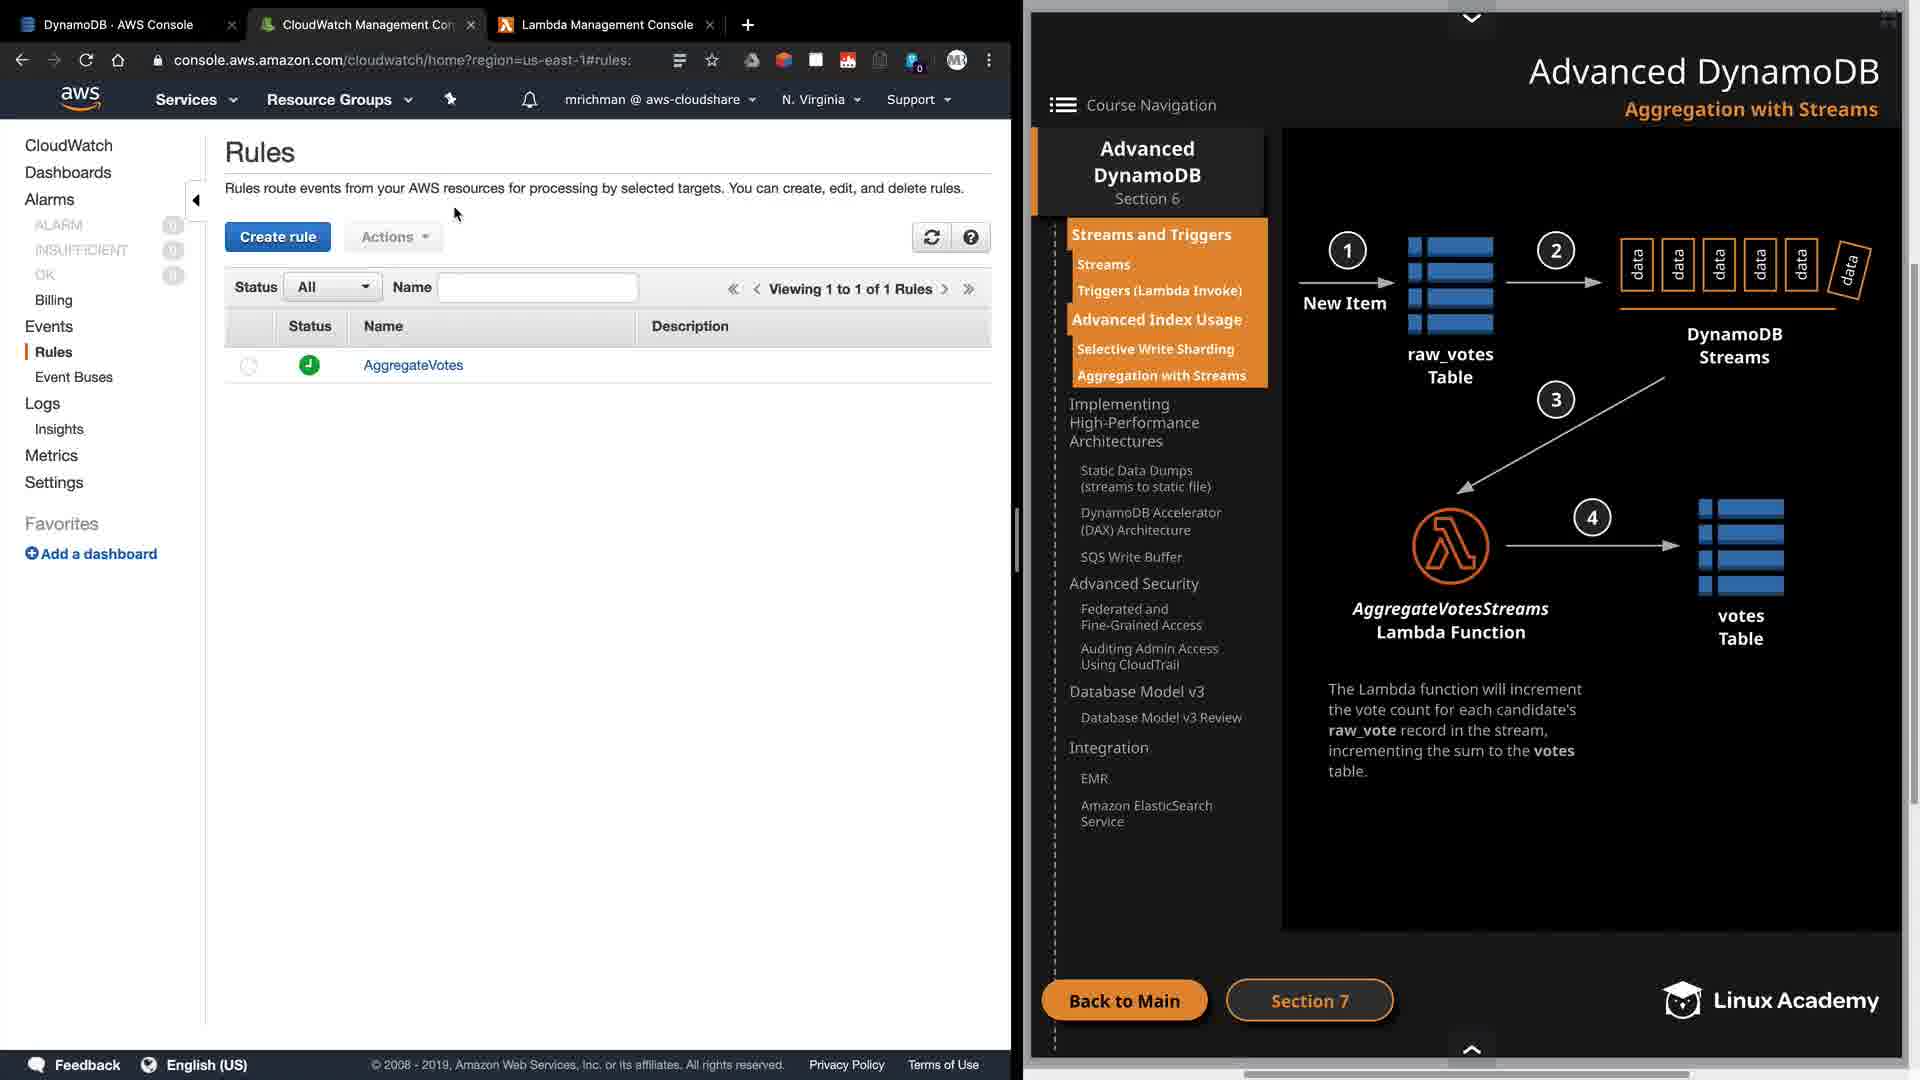 DynamoDB · AWS Console
CloudWatch Management Con
Lambda Management Console
console.aws.amazon.com/cloudwatch/home?region=us-east-1#rules:
0
MR
aws
Services
Resource Groups
mrichman @ aws-cloudshare
N. Virginia
Support
CloudWatch
Dashboards
Alarms
ALARM 0
INSUFFICIENT 0
OK 0
Billing
Events
Rules
Event Buses
Logs
Insights
Metrics
Settings
Favorites
Add a dashboard
Rules
Rules route events from your AWS resources for processing by selected targets. You can create, edit, and delete rules.
Create rule
Actions
Status
All
Name
Viewing 1 to 1 of 1 Rules
Status
Name
Description
AggregateVotes
Feedback
English (US)
© 2008 - 2019, Amazon Web Services, Inc. or its affiliates. All rights reserved.
Privacy Policy
Terms of Use
Advanced DynamoDB
Aggregation with Streams
Course Navigation
Advanced
DynamoDB
Section 6
Streams and Triggers
Streams
Triggers (Lambda Invoke)
Advanced Index Usage
Selective Write Sharding
Aggregation with Streams
Implementing
High-Performance
Architectures
Static Data Dumps
(streams to static file)
DynamoDB Accelerator
(DAX) Architecture
SQS Write Buffer
Advanced Security
Federated and
Fine-Grained Access
Auditing Admin Access
Using CloudTrail
Database Model v3
Database Model v3 Review
Integration
EMR
Amazon ElasticSearch
Service
1
New Item
raw_votes
Table
2
data
data
data
data
data
data
DynamoDB
Streams
3
AggregateVotesStreams
Lambda Function
4
votes
Table
The Lambda function will increment
the vote count for each candidate's
raw_vote record in the stream,
incrementing the sum to the votes
table.
Back to Main
Section 7
Linux Academy